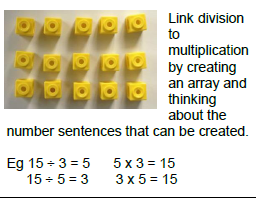 Link division
to
multiplication
by creating
an array and
thinking
about the
number sentences that can be created.
Eg 15 ÷ 3 = 5 5 x 3 = 15
15 ÷ 5 = 3 3 x 5 = 15